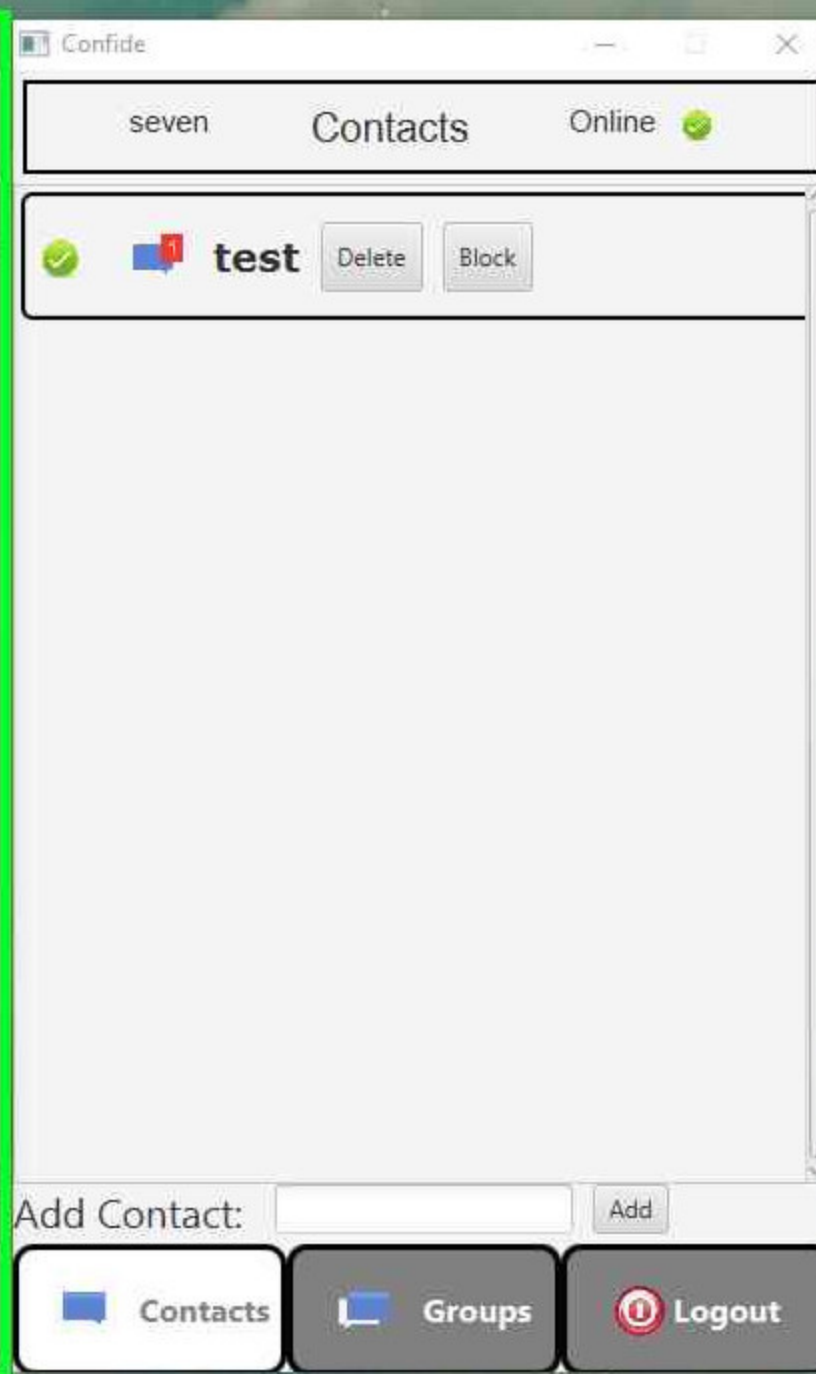 Confide
seven Contacts Online
1
test Delete Block
Add Contact: Add
Contacts Groups Logout